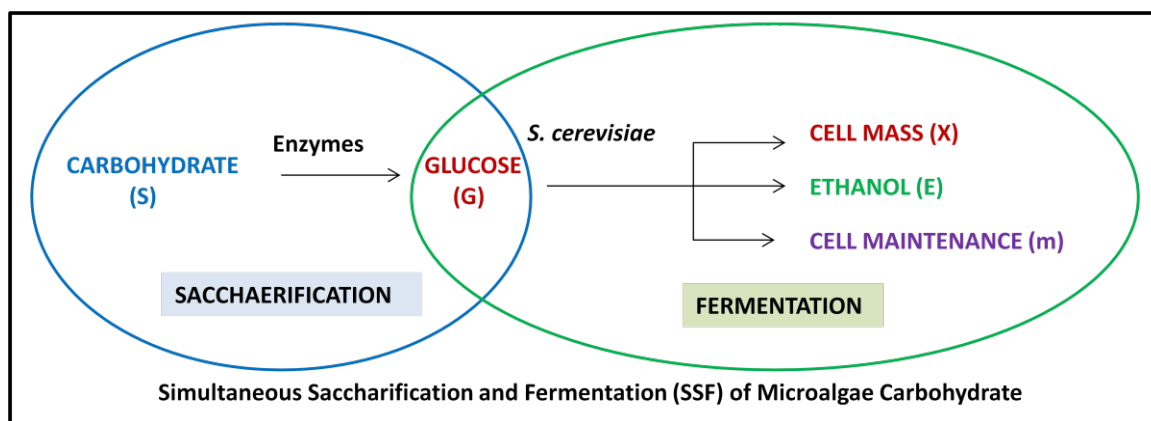 Enzymes
CARBOHYDRATE
(S)
GLUCOSE
(G)
S. cerevisiae
CELL MASS (X)
ETHANOL (E)
CELL MAINTENANCE (m)
SACCHAERIFICATION
FERMENTATION
Simultaneous Saccharification and Fermentation (SSF) of Microalgae Carbohydrate